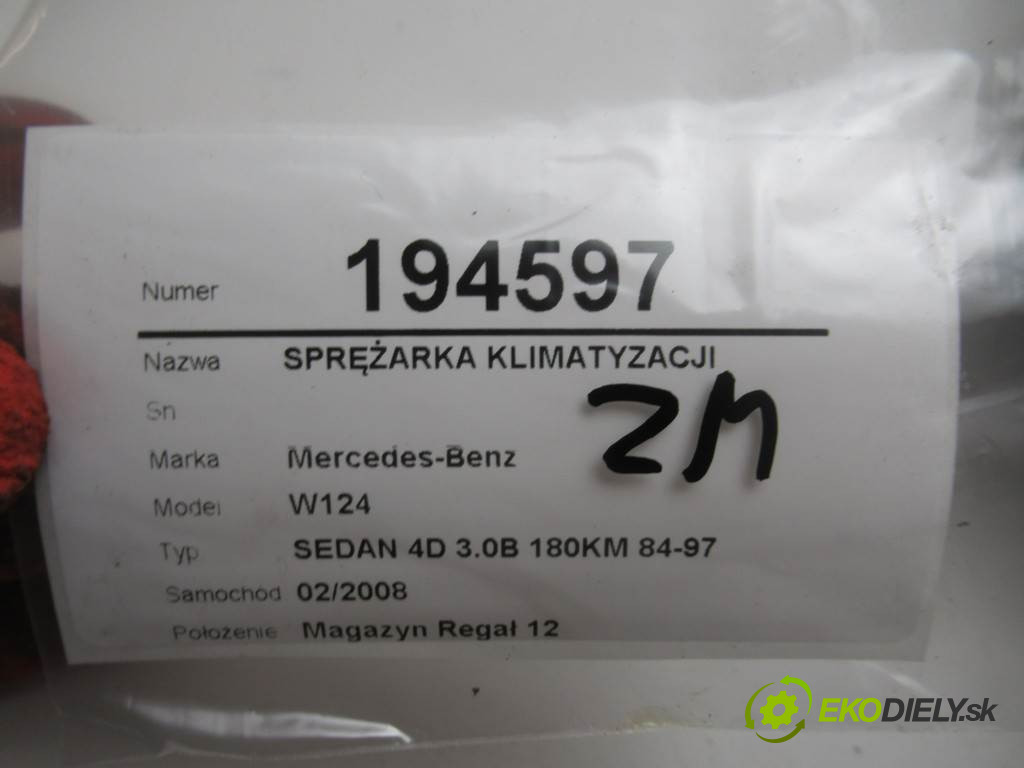 Numer 194597
Nazwa SPRĘŻARKA KLIMATYZACJI
Sn
ZM
Marka Mercedes-Benz
Model W124
Typ SEDAN 4D 3.0B 180KM 84-97
Samochód 02/2008
Położenie Magazyn Regał 12
EKODIELY.sk